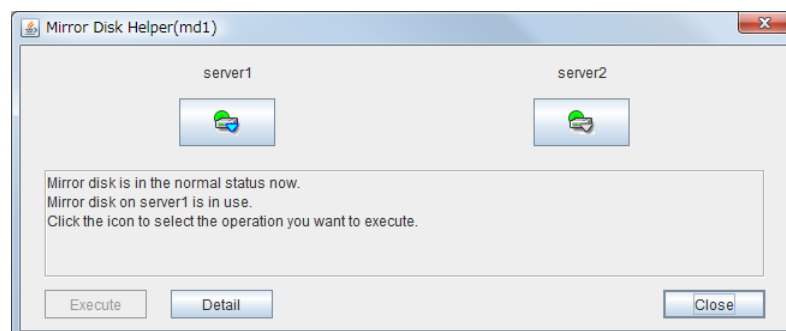 Mirror Disk Helper(md1)
server1 server2
Mirror disk is in the normal status now.
Mirror disk on server1 is in use.
Click the icon to select the operation you want to execute.
Execute Detail Close